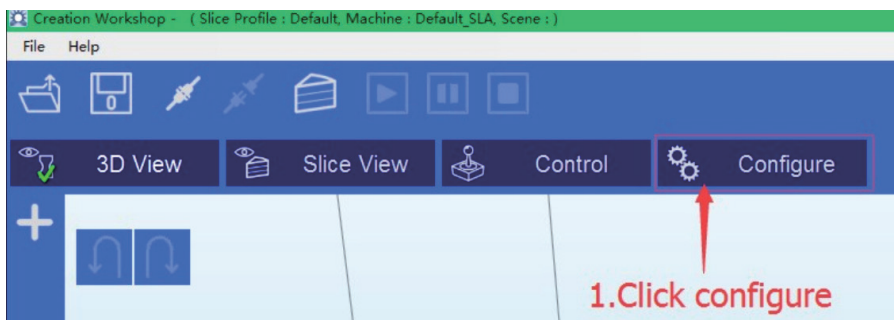 Creation Workshop - ( Slice Profile : Default, Machine : Default_SLA, Scene : )
File Help
0
3D View Slice View Control Configure
1.Click configure